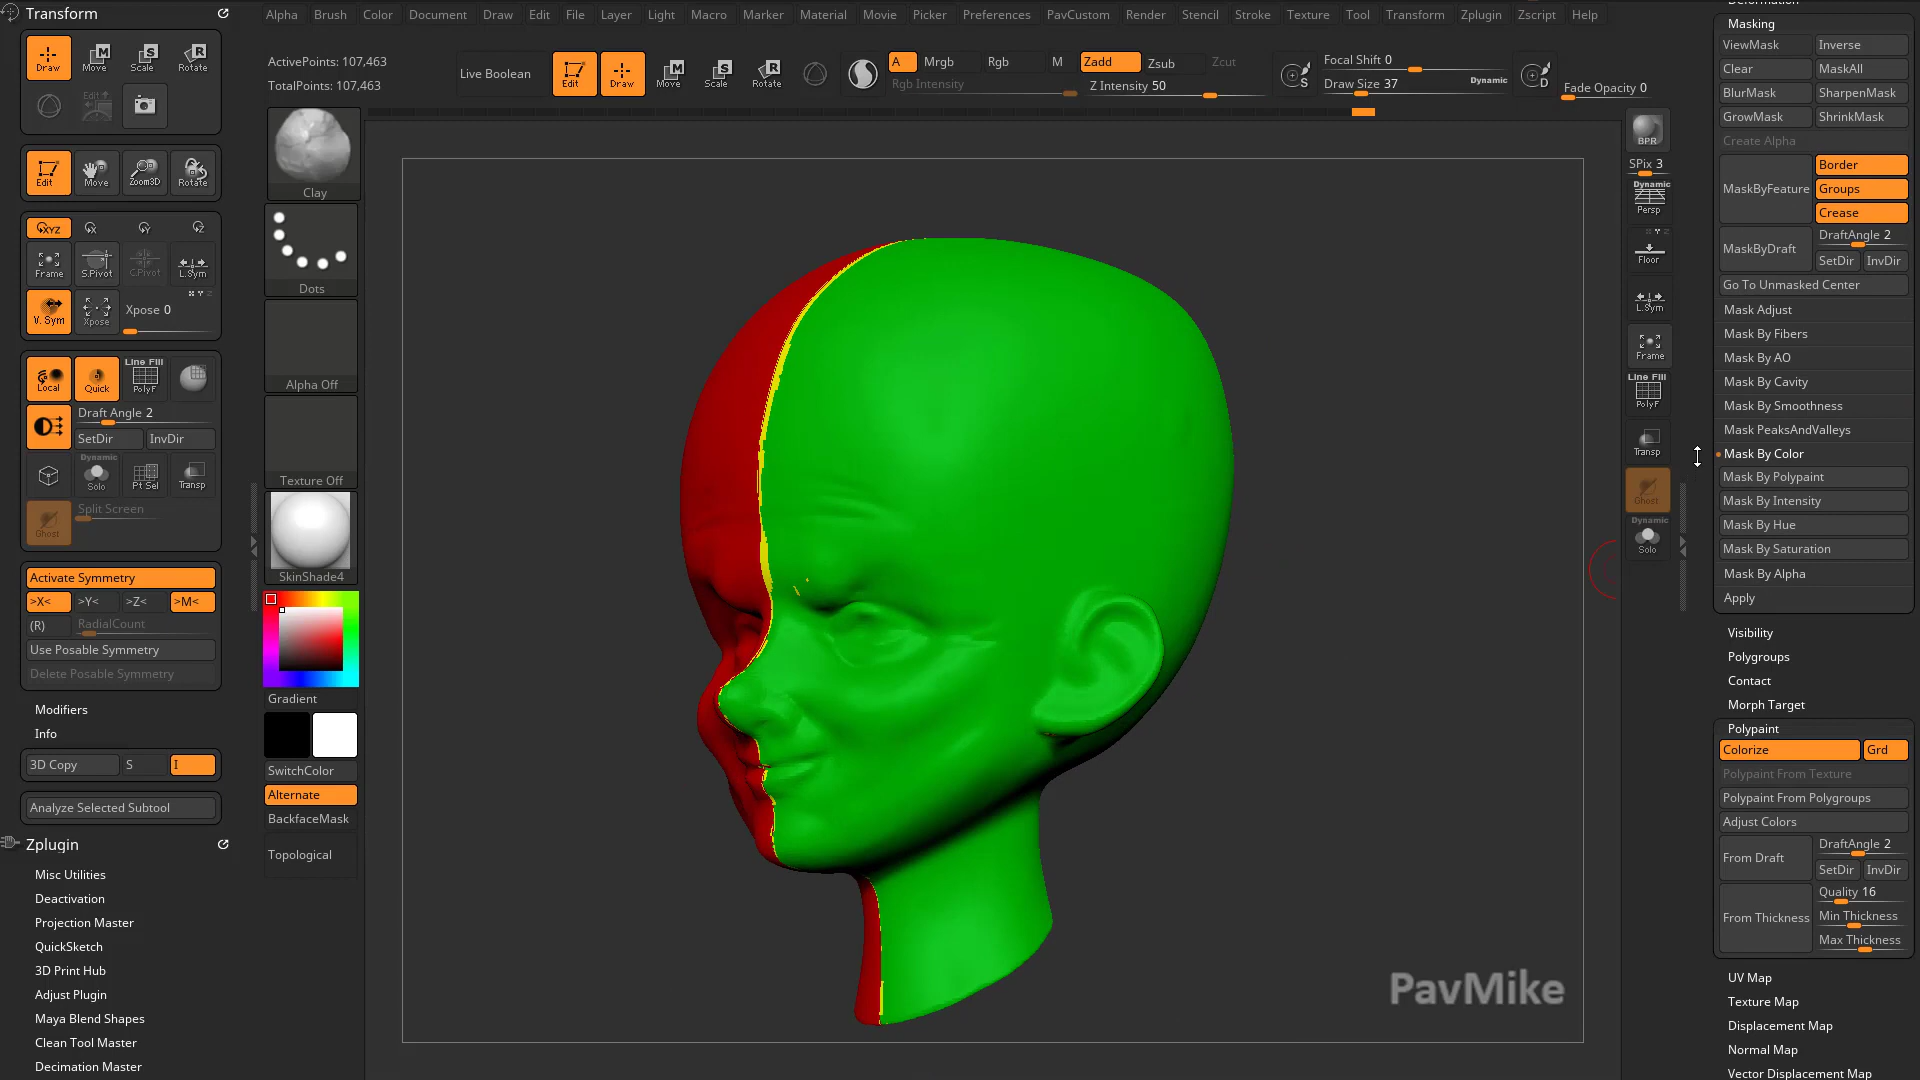 Transform
Alpha Brush Color Document Draw Edit File Layer Light Macro Marker Material Movie Picker Preferences PavCustom Render Stencil Stroke Texture Tool Transform Zplugin Zscript Help
Draw Move Scale Rotate
Edit
Edit Move Zoom3D Rotate
XYZ X Y Z
Frame S.Pivot C.Pivot L.Sym
V. Sym Xpose Xpose 0
Local Quick Line Fill PolyF
Draft Angle 2
SetDir InvDir
Dynamic
Solo Pt Sel Transp
Ghost Split Screen
Activate Symmetry
>X< >Y< >Z< >M<
(R) RadialCount
Use Posable Symmetry
Delete Posable Symmetry
Modifiers
Info
3D Copy S I
Analyze Selected Subtool
Zplugin
Misc Utilities
Deactivation
Projection Master
QuickSketch
3D Print Hub
Adjust Plugin
Maya Blend Shapes
Clean Tool Master
Decimation Master
ActivePoints: 107,463
TotalPoints: 107,463
Live Boolean
Edit Draw Move Scale Rotate
A Mrgb Rgb M
Rgb Intensity
Zadd Zsub Zcut
Z Intensity 50
S
Focal Shift 0
Draw Size 37 Dynamic
D
Fade Opacity 0
Clay
Dots
Alpha Off
Texture Off
SkinShade4
Gradient
SwitchColor
Alternate
BackfaceMask
Topological
PavMike
BPR
SPix 3
Dynamic
Persp
Floor
L.Sym
Frame
Line Fill
PolyF
Transp
Ghost
Dynamic
Solo
Deformation
Masking
ViewMask Inverse
Clear MaskAll
BlurMask SharpenMask
GrowMask ShrinkMask
Create Alpha
MaskByFeature
Border
Groups
Crease
MaskByDraft
DraftAngle 2
SetDir InvDir
Go To Unmasked Center
Mask Adjust
Mask By Fibers
Mask By AO
Mask By Cavity
Mask By Smoothness
Mask PeaksAndValleys
Mask By Color
Mask By Polypaint
Mask By Intensity
Mask By Hue
Mask By Saturation
Mask By Alpha
Apply
Visibility
Polygroups
Contact
Morph Target
Polypaint
Colorize Grd
Polypaint From Texture
Polypaint From Polygroups
Adjust Colors
From Draft
DraftAngle 2
SetDir InvDir
From Thickness
Quality 16
Min Thickness
Max Thickness
UV Map
Texture Map
Displacement Map
Normal Map
Vector Displacement Map